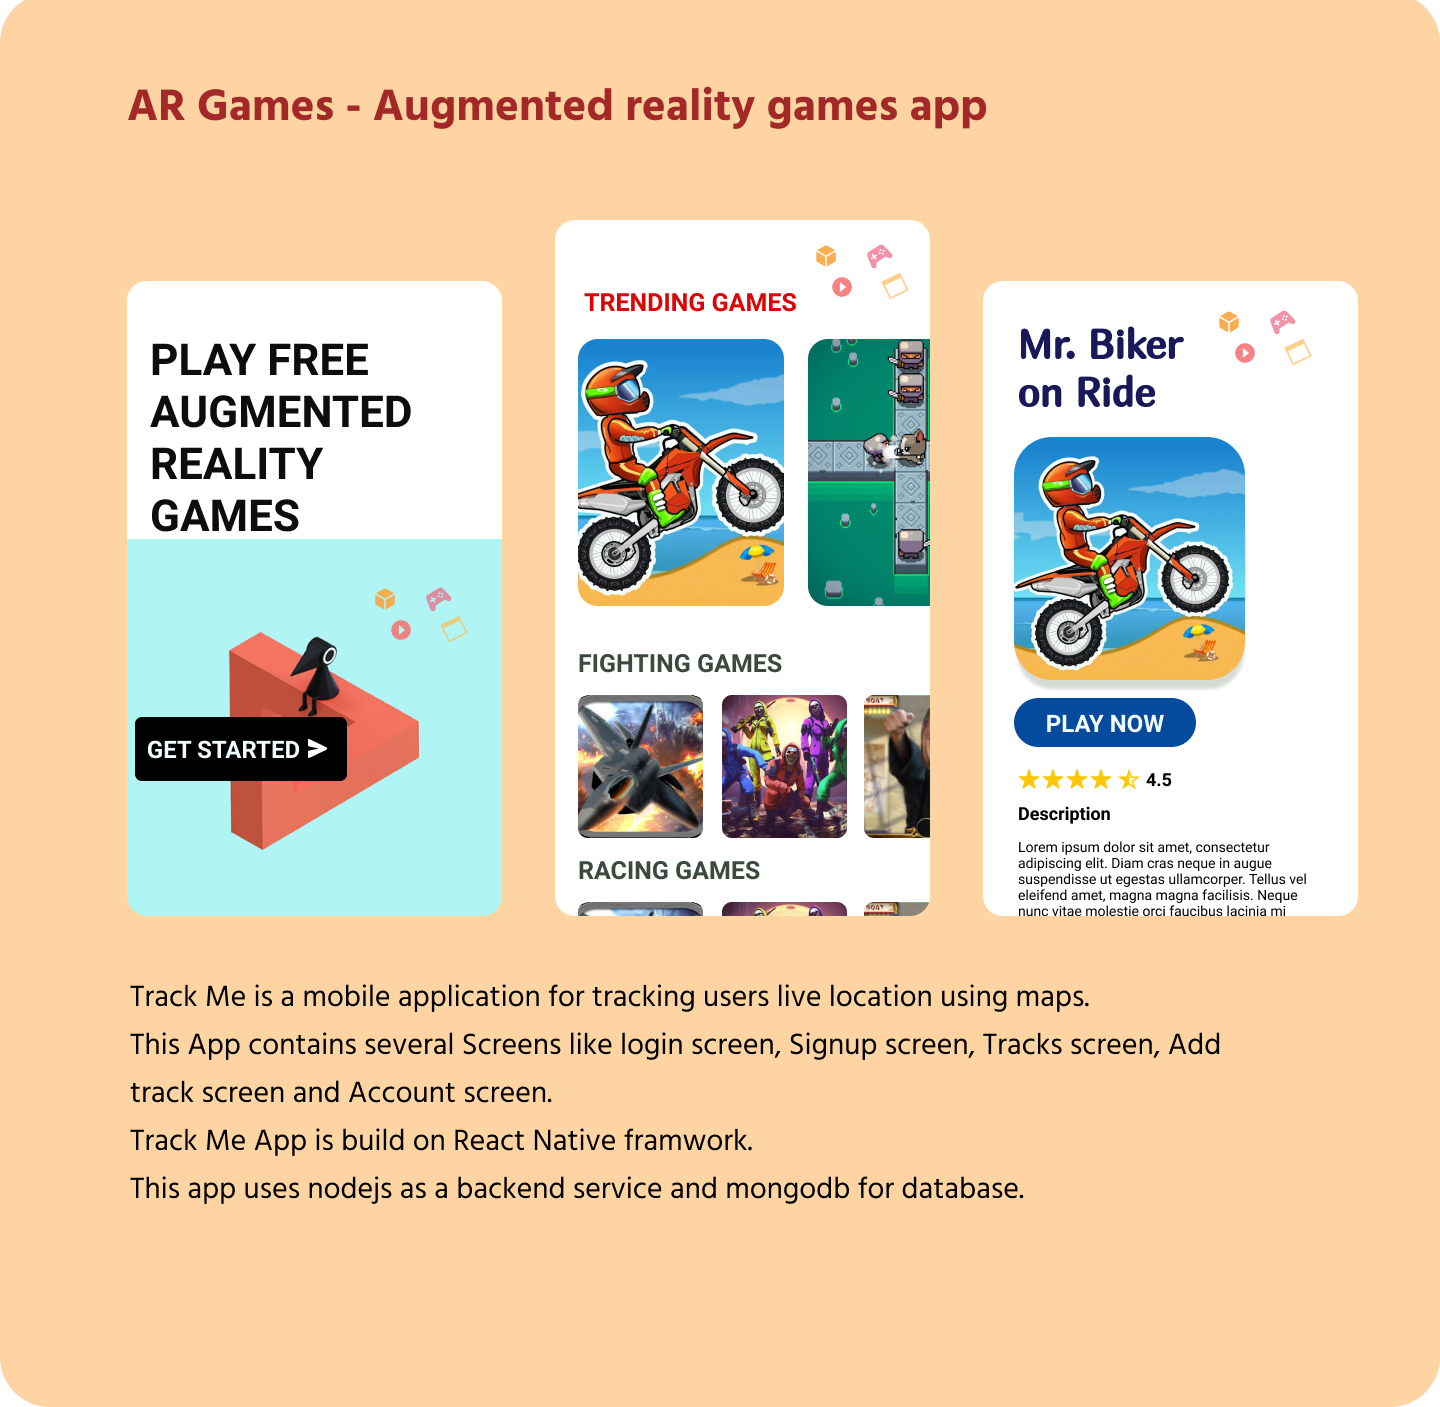 AR Games - Augmented reality games app
PLAY FREE
AUGMENTED
REALITY
GAMES
GET STARTED
TRENDING GAMES
FIGHTING GAMES
RACING GAMES
Mr. Biker
on Ride
PLAY NOW
4.5
Description
Lorem ipsum dolor sit amet, consectetur
adipiscing elit. Diam cras neque in augue
suspendisse ut egestas ullamcorper. Tellus vel
eleifend amet, magna magna facilisis. Neque
nunc vitae molestie orci faucibus lacinia mi
Track Me is a mobile application for tracking users live location using maps.
This App contains several Screens like login screen, Signup screen, Tracks screen, Add
track screen and Account screen.
Track Me App is build on React Native framwork.
This app uses nodejs as a backend service and mongodb for database.